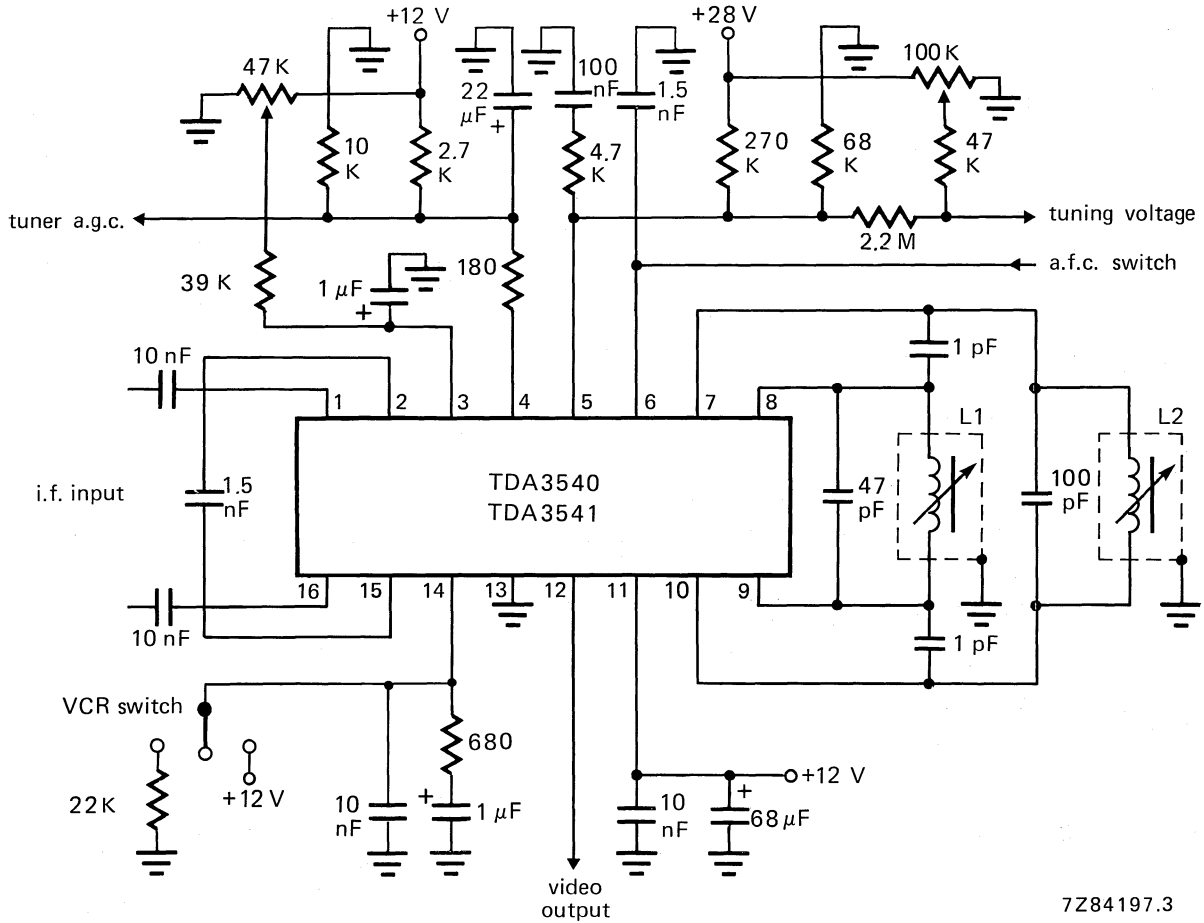 +12 V
+28 V
47 K
22
μF
+
100
nF
1.5
nF
100 K
10
K
2.7
K
4.7
K
270
K
68
K
47
K
tuner a.g.c.
tuning voltage
2.2 M
39 K
1 μF
+
180
a.f.c. switch
10 nF
1 pF
1
2
3
4
5
6
7
8
L1
L2
i.f. input
1.5
nF
TDA3540
TDA3541
47
pF
100
pF
16
15
14
13
12
11
10
9
10 nF
1 pF
VCR switch
680
22K
+12 V
10
nF
+
1 μF
10
nF
+
68 μF
+12 V
video
output
7Z84197.3